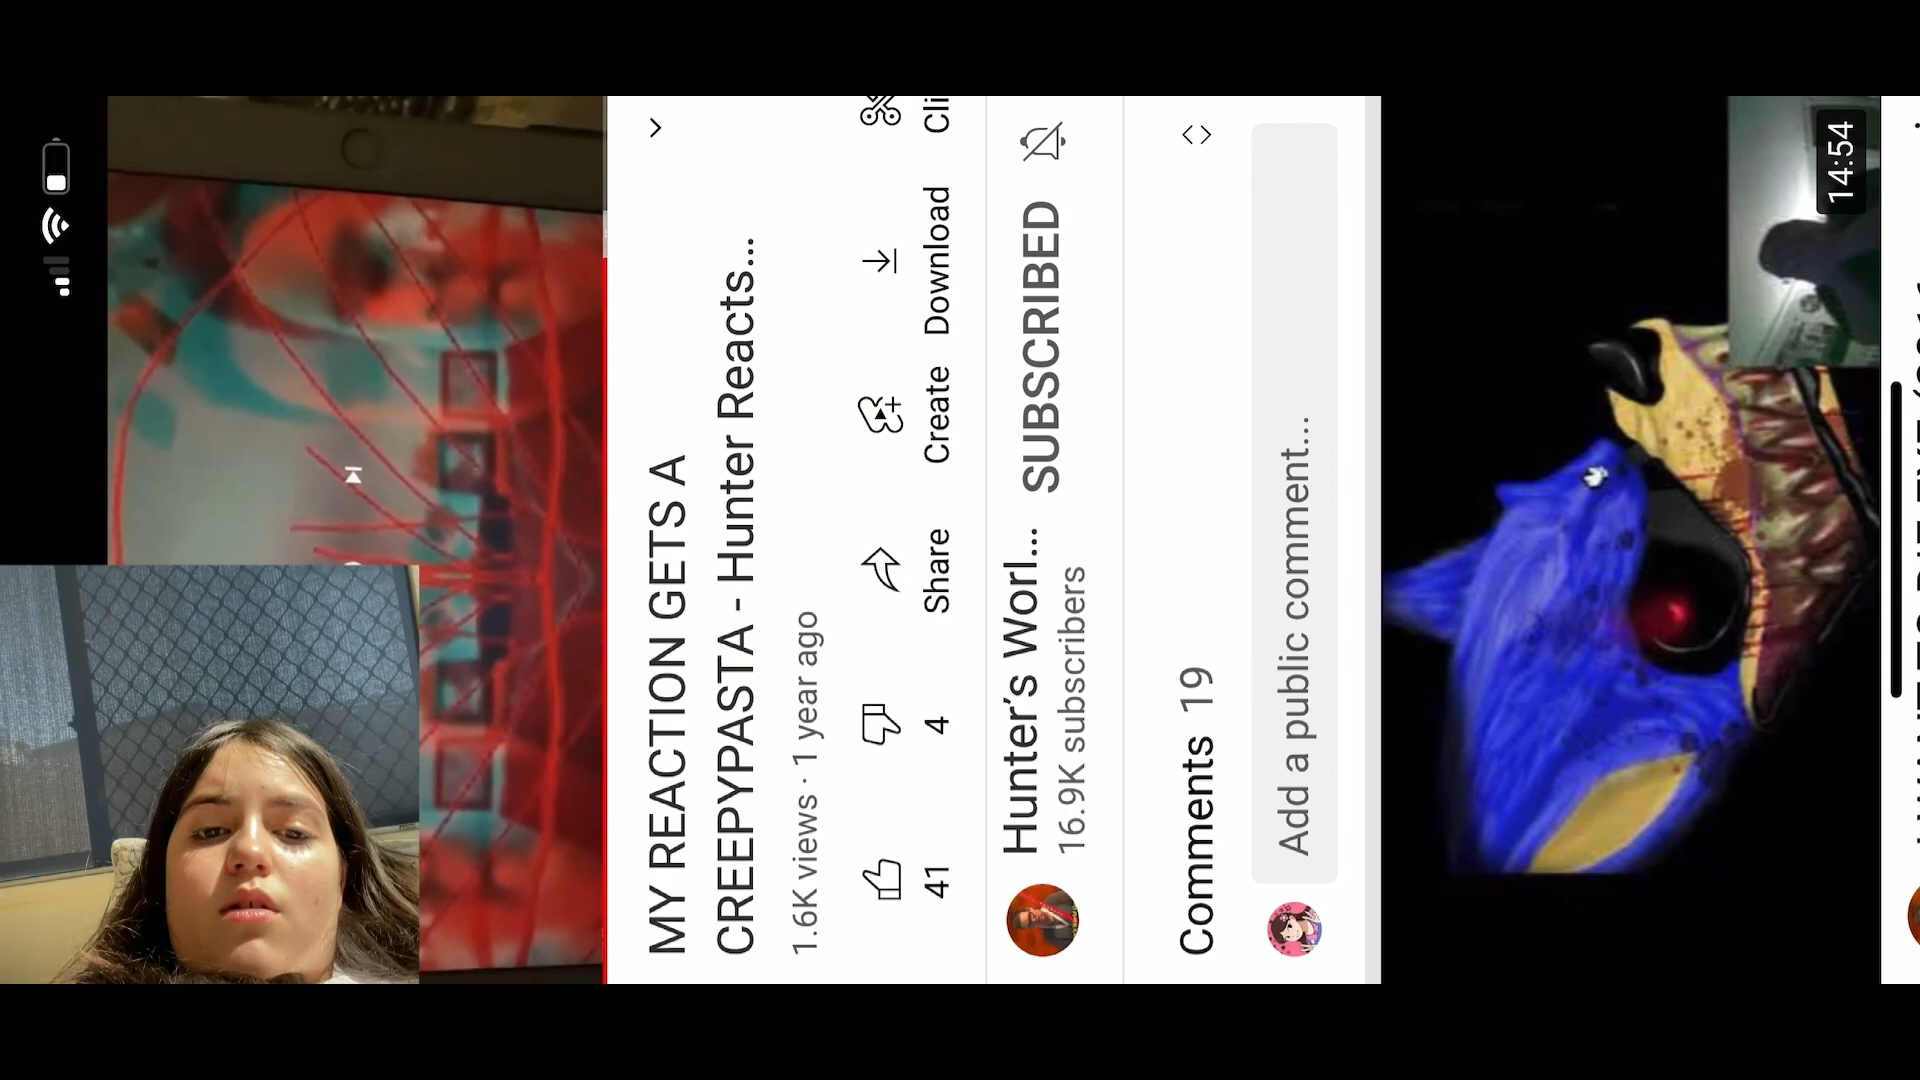 MY REACTION GETS A
CREEPYPASTA - Hunter Reacts...
1.6K views · 1 year ago
41
4
Share
Create
Download
Cli
Hunter's Worl...
SUBSCRIBED
16.9K subscribers
Comments 19
Add a public comment...
14:54